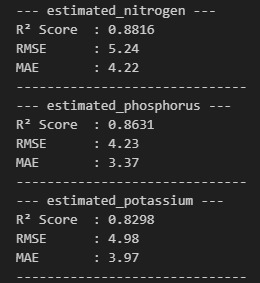 --- estimated_nitrogen ---
R² Score  : 0.8816
RMSE      : 5.24
MAE       : 4.22
------------------------------
--- estimated_phosphorus ---
R² Score  : 0.8631
RMSE      : 4.23
MAE       : 3.37
------------------------------
--- estimated_potassium ---
R² Score  : 0.8298
RMSE      : 4.98
MAE       : 3.97
------------------------------